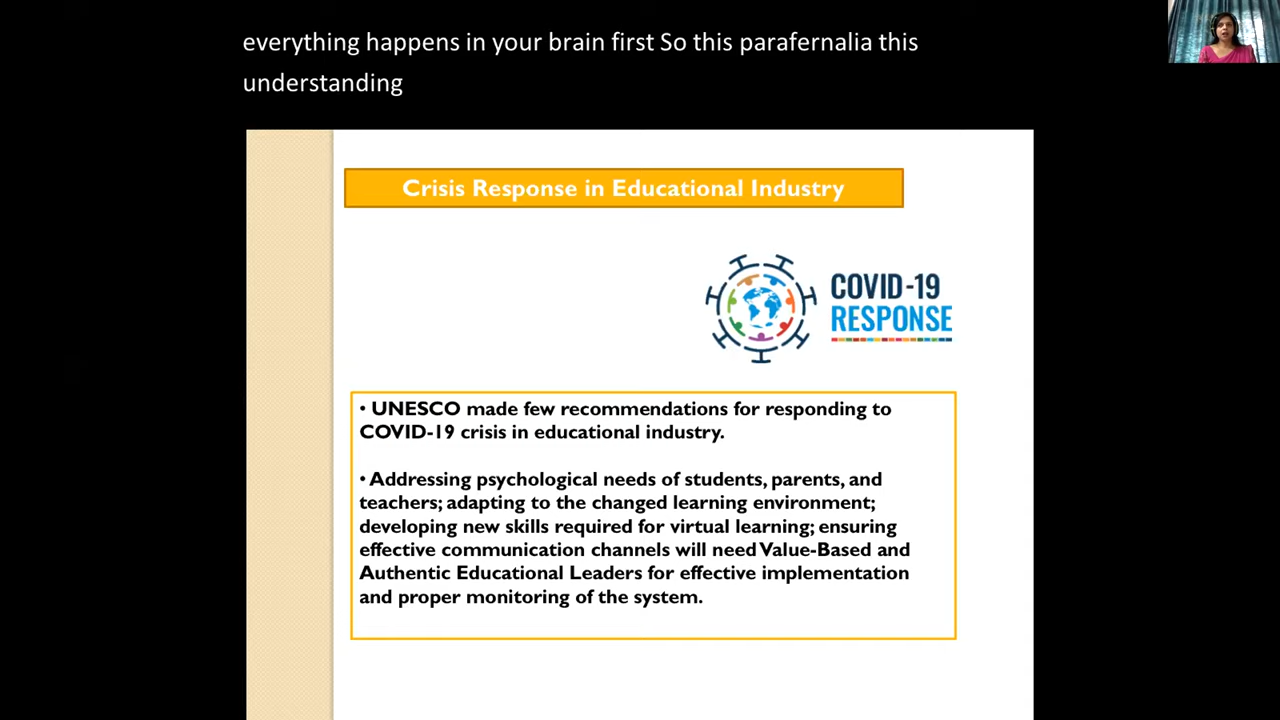 everything happens in your brain first So this parafernalia this
understanding
Crisis Response in Educational Industry
COVID-19
RESPONSE
• UNESCO made few recommendations for responding to
COVID-19 crisis in educational industry.
• Addressing psychological needs of students, parents, and
teachers; adapting to the changed learning environment;
developing new skills required for virtual learning; ensuring
effective communication channels will need Value-Based and
Authentic Educational Leaders for effective implementation
and proper monitoring of the system.